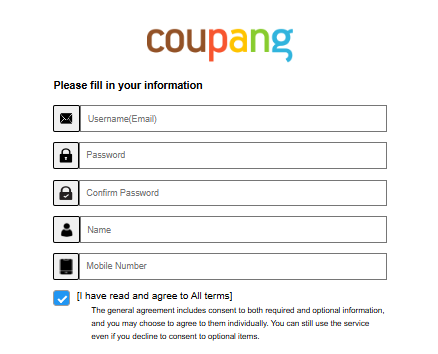 coupang
Please fill in your information
Username(Email)
Password
Confirm Password
Name
Mobile Number
[I have read and agree to All terms]
The general agreement includes consent to both required and optional information,
and you may choose to agree to them individually. You can still use the service
even if you decline to consent to optional items.